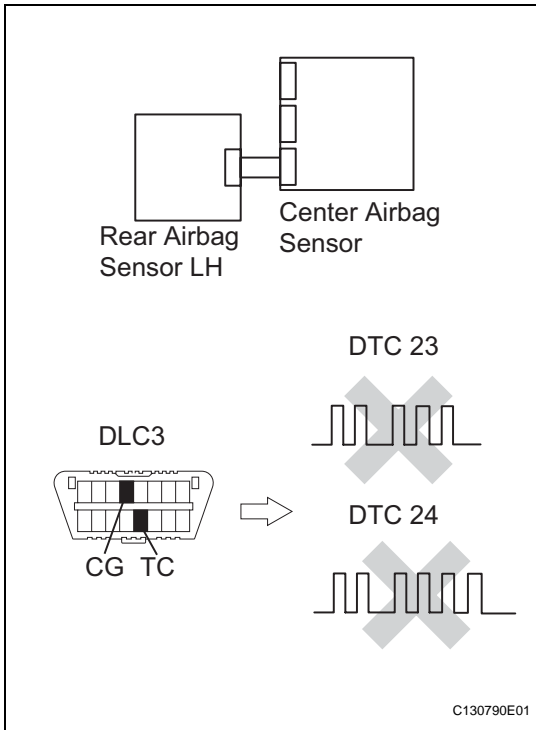 Rear Airbag
Sensor LH
Center Airbag
Sensor
DTC 23
DLC3
DTC 24
CG TC
C130790E01